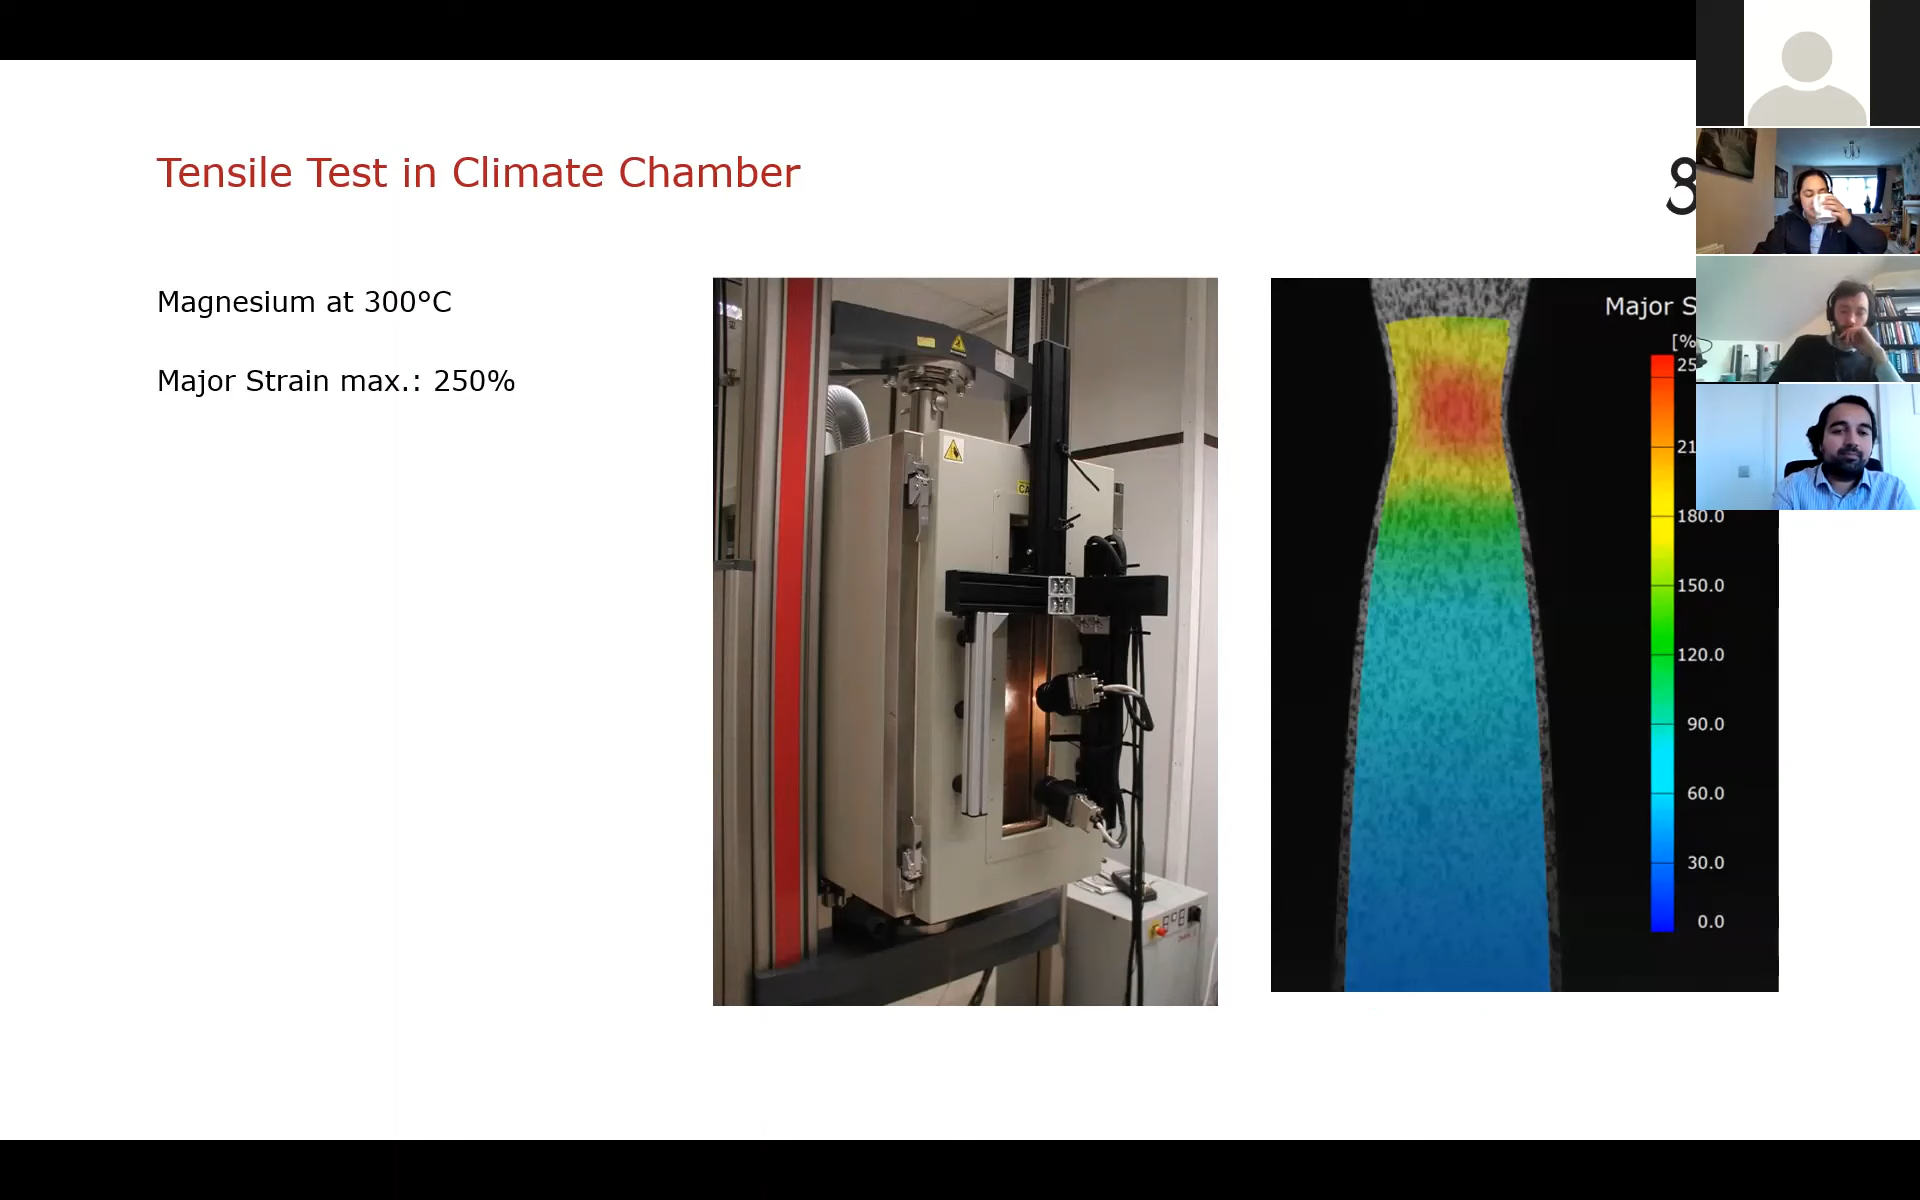 Tensile Test in Climate Chamber
Magnesium at 300°C
Major Strain max.: 250%
Major S
[%
25
21
180.0
150.0
120.0
90.0
60.0
30.0
0.0